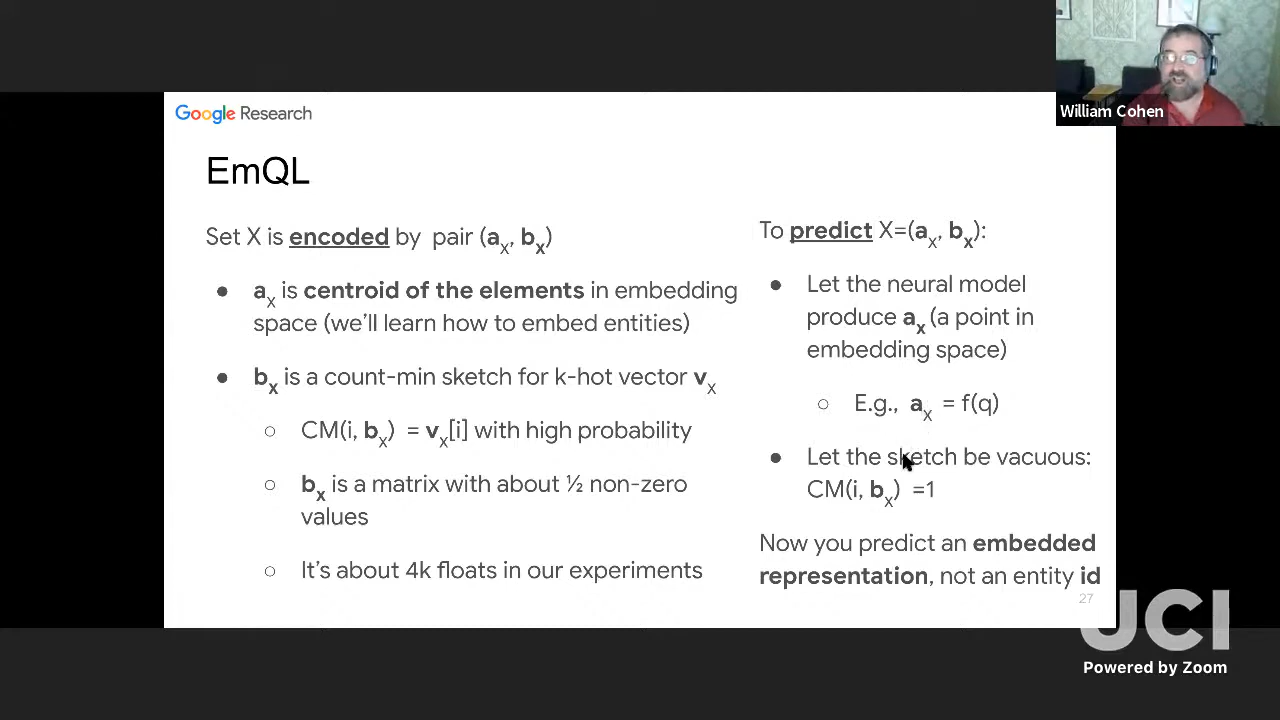 William Cohen
Google Research
EmQL
Set X is encoded by pair (aX, bX)
● aX is centroid of the elements in embedding
space (we'll learn how to embed entities)
● bX is a count-min sketch for k-hot vector vX
○ CM(i, bX) = vX[i] with high probability
○ bX is a matrix with about ½ non-zero
values
○ It's about 4k floats in our experiments
To predict X=(aX, bX):
● Let the neural model
produce aX (a point in
embedding space)
○ E.g., aX = f(q)
● Let the sketch be vacuous:
CM(i, bX) =1
Now you predict an embedded
representation, not an entity id
27
UCI
Powered by Zoom